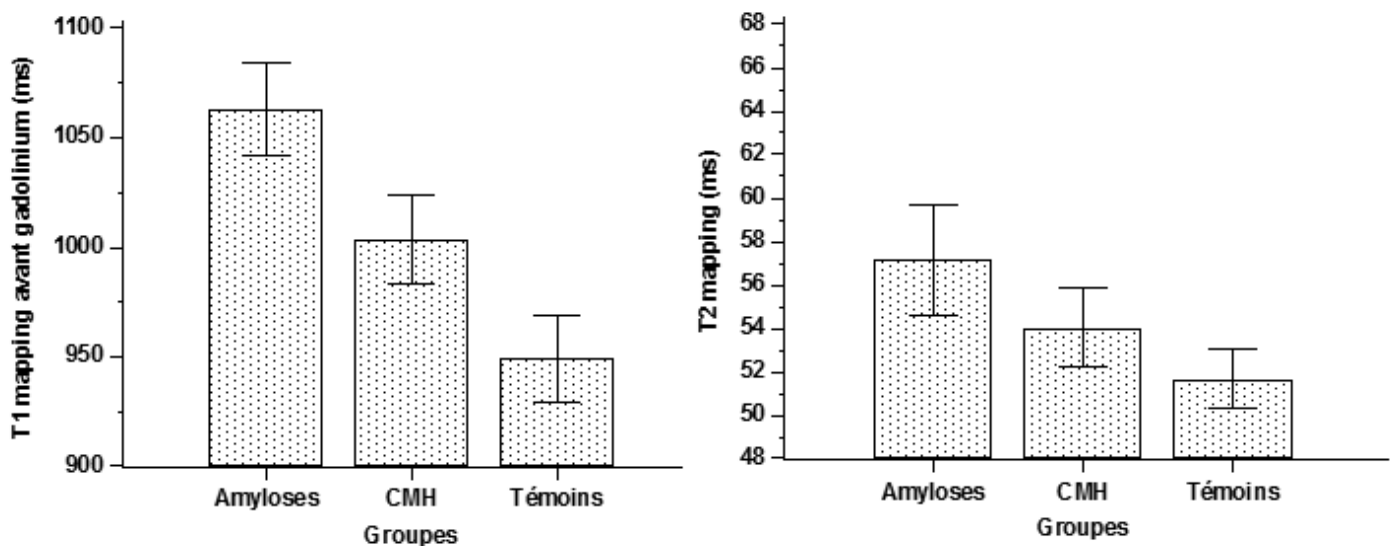 T1 mapping avant gadolinium (ms)
1100
1050
1000
950
900
Amyloses CMH Témoins
Groupes
T2 mapping (ms)
68
66
64
62
60
58
56
54
52
50
48
Amyloses CMH Témoins
Groupes